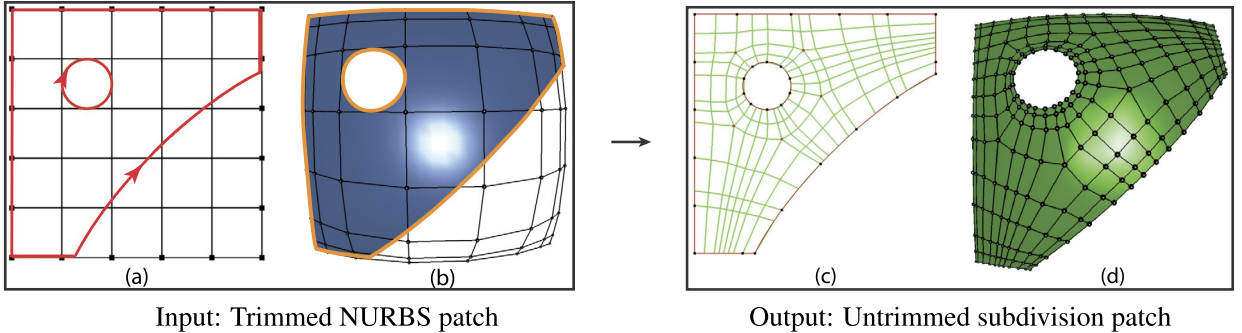 (a)
(b)
(c)
(d)
Input: Trimmed NURBS patch
Output: Untrimmed subdivision patch